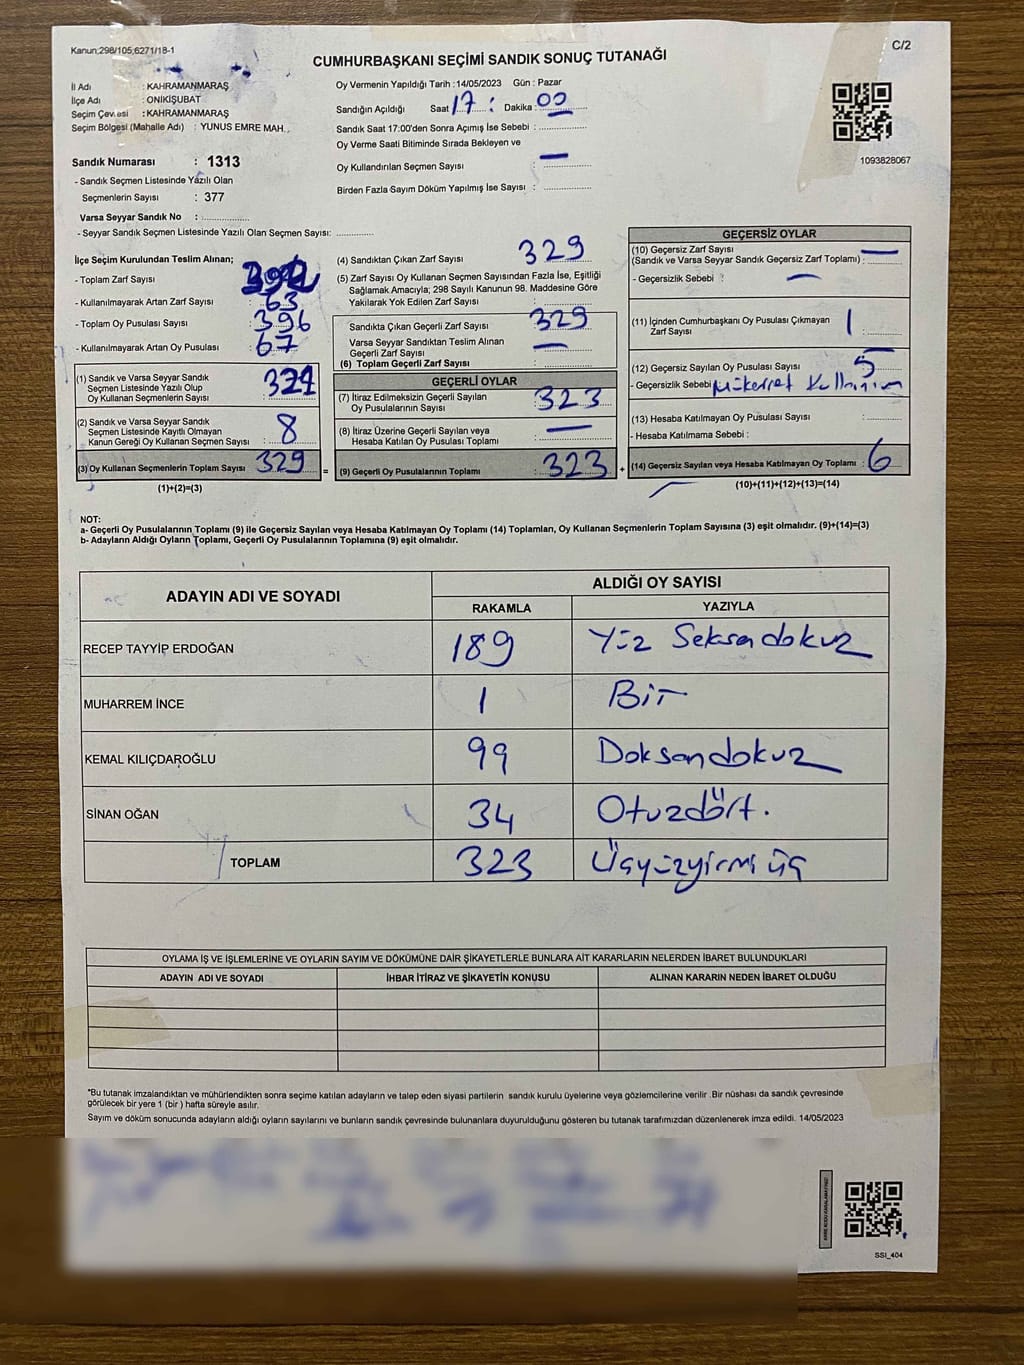 Kanun;298/105;6271/18-1
C/2
CUMHURBAŞKANI SEÇİMİ SANDIK SONUÇ TUTANAĞI
İl Adı : KAHRAMANMARAŞ
İlçe Adı : ONİKİŞUBAT
Seçim Çevresi : KAHRAMANMARAŞ
Seçim Bölgesi (Mahalle Adı) : YUNUS EMRE MAH.
Sandık Numarası : 1313
- Sandık Seçmen Listesinde Yazılı Olan
Seçmenlerin Sayısı : 377
Varsa Seyyar Sandık No : ..............
- Seyyar Sandık Seçmen Listesinde Yazılı Olan Seçmen Sayısı: ............
Oy Vermenin Yapıldığı Tarih :14/05/2023 Gün : Pazar
Sandığın Açıldığı Saat 17 : Dakika : 00
Sandık Saat 17:00'den Sonra Açımış İse Sebebi : ..............
Oy Verme Saati Bitiminde Sırada Bekleyen ve
Oy Kullandırılan Seçmen Sayısı : —
Birden Fazla Sayım Döküm Yapılmış İse Sayısı : ..............
1093828067
İlçe Seçim Kurulundan Teslim Alınan;
- Toplam Zarf Sayısı
- Kullanılmayarak Artan Zarf Sayısı : 63
- Toplam Oy Pusulası Sayısı : 396
- Kullanılmayarak Artan Oy Pusulası : 67
(1) Sandık ve Varsa Seyyar Sandık
Seçmen Listesinde Yazılı Olup
Oy Kullanan Seçmenlerin Sayısı : 321
(2) Sandık ve Varsa Seyyar Sandık
Seçmen Listesinde Kayıtlı Olmayan
Kanun Gereği Oy Kullanan Seçmen Sayısı : 8
(3) Oy Kullanan Seçmenlerin Toplam Sayısı : 329
(1)+(2)=(3)
(4) Sandıktan Çıkan Zarf Sayısı : 329
(5) Zarf Sayısı Oy Kullanan Seçmen Sayısından Fazla İse, Eşitliği
Sağlamak Amacıyla; 298 Sayılı Kanunun 98. Maddesine Göre
Yakılarak Yok Edilen Zarf Sayısı :
Sandıkta Çıkan Geçerli Zarf Sayısı : 329
Varsa Seyyar Sandıktan Teslim Alınan
Geçerli Zarf Sayısı : —
(6) Toplam Geçerli Zarf Sayısı :
GEÇERLİ OYLAR
(7) İtiraz Edilmeksizin Geçerli Sayılan
Oy Pusulalarının Sayısı : 323
(8) İtiraz Üzerine Geçerli Sayılan veya
Hesaba Katılan Oy Pusulası Toplamı : —
= (9) Geçerli Oy Pusulalarının Toplamı : 323 +
GEÇERSİZ OYLAR
(10) Geçersiz Zarf Sayısı
(Sandık ve Varsa Seyyar Sandık Geçersiz Zarf Toplamı) : —
- Geçersizlik Sebebi : —
(11) İçinden Cumhurbaşkanı Oy Pusulası Çıkmayan
Zarf Sayısı : 1
(12) Geçersiz Sayılan Oy Pusulası Sayısı : 5
- Geçersizlik Sebebi : Mükerret Kullanım
(13) Hesaba Katılmayan Oy Pusulası Sayısı :
- Hesaba Katılmama Sebebi :
(14) Geçersiz Sayılan veya Hesaba Katılmayan Oy Toplamı : 6
(10)+(11)+(12)+(13)=(14)
NOT:
a- Geçerli Oy Pusulalarının Toplamı (9) ile Geçersiz Sayılan veya Hesaba Katılmayan Oy Toplamı (14) Toplamları, Oy Kullanan Seçmenlerin Toplam Sayısına (3) eşit olmalıdır. (9)+(14)=(3)
b- Adayların Aldığı Oyların Toplamı, Geçerli Oy Pusulalarının Toplamına (9) eşit olmalıdır.
ADAYIN ADI VE SOYADI
ALDIĞI OY SAYISI
RAKAMLA YAZIYLA
RECEP TAYYİP ERDOĞAN 189 Yüz Seksendokuz
MUHARREM İNCE 1 Bir
KEMAL KILIÇDAROĞLU 99 Doksandokuz
SİNAN OĞAN 34 Otuzdört.
TOPLAM 323 Üçyüzyirmi üç
OYLAMA İŞ VE İŞLEMLERİNE VE OYLARIN SAYIM VE DÖKÜMÜNE DAİR ŞİKAYETLERLE BUNLARA AİT KARARLARIN NELERDEN İBARET BULUNDUKLARI
ADAYIN ADI VE SOYADI İHBAR İTİRAZ VE ŞİKAYETİN KONUSU ALINAN KARARIN NEDEN İBARET OLDUĞU
*Bu tutanak imzalandıktan ve mühürlendikten sonra seçime katılan adayların ve talep eden siyasi partilerin sandık kurulu üyelerine veya gözlemcilerine verilir .Bir nüshası da sandık çevresinde
görülecek bir yere 1 (bir ) hafta süreyle asılır.
Sayım ve döküm sonucunda adayların aldığı oyların sayılarını ve bunların sandık çevresinde bulunanlara duyurulduğunu gösteren bu tutanak tarafımızdan düzenlenerek imza edildi. 14/05/2023
SSI_404